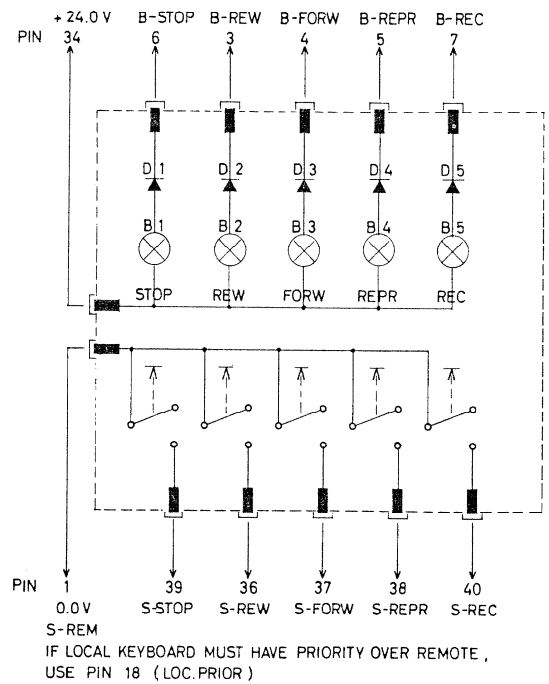 + 24.0 V B-STOP B-REW B-FORW B-REPR B-REC
PIN 34 6 3 4 5 7
D 1 D 2 D 3 D 4 D 5
B 1 B 2 B 3 B 4 B 5
STOP REW FORW REPR REC
PIN 1 39 36 37 38 40
0.0 V S-STOP S-REW S-FORW S-REPR S-REC
S-REM
IF LOCAL KEYBOARD MUST HAVE PRIORITY OVER REMOTE,
USE PIN 18 (LOC.PRIOR)